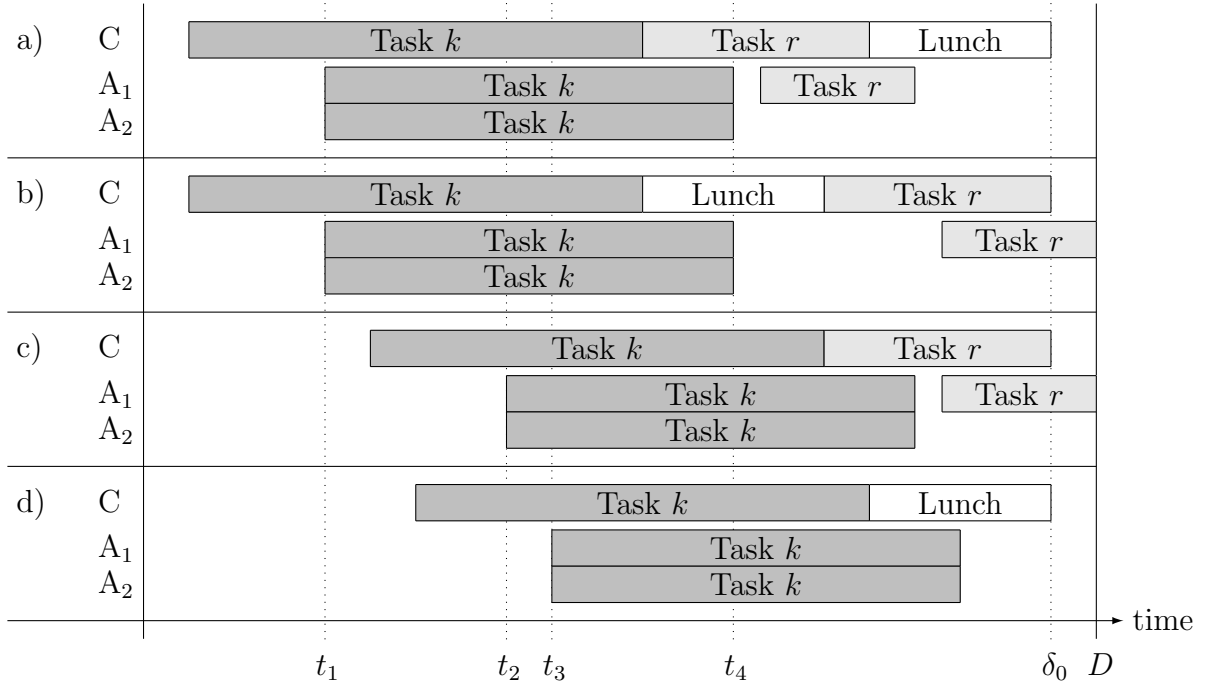 a) C Task k Task r Lunch
A₁ Task k Task r
A₂ Task k
b) C Task k Lunch Task r
A₁ Task k Task r
A₂ Task k
c) C Task k Task r
A₁ Task k Task r
A₂ Task k
d) C Task k Lunch
A₁ Task k
A₂ Task k
time
t₁ t₂ t₃ t₄ δ₀ D